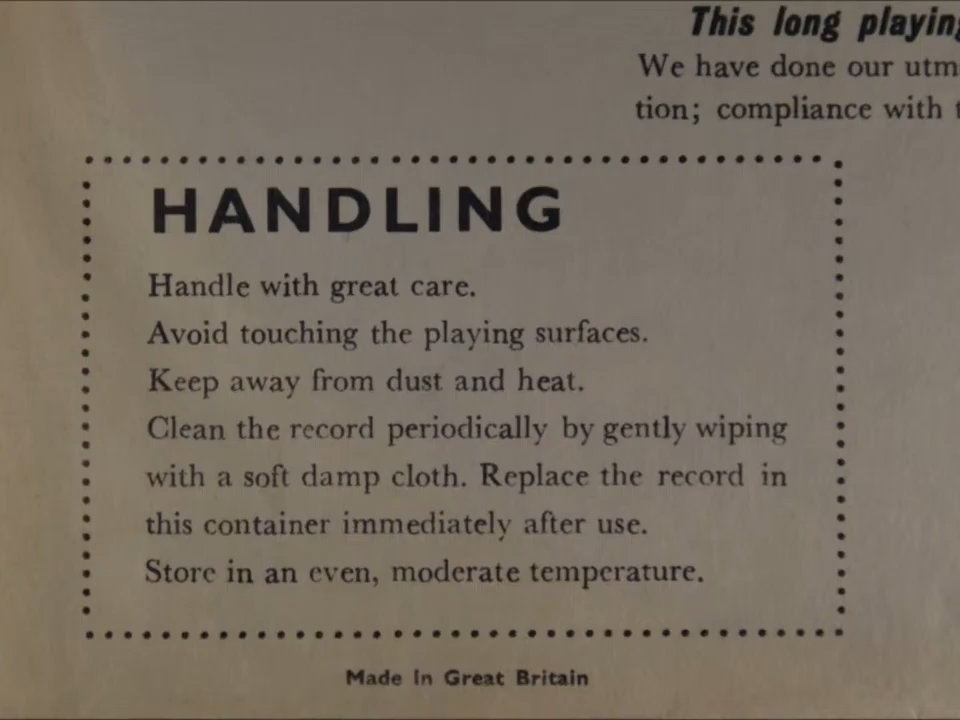 This long playing
We have done our utm
tion; compliance with t
HANDLING
Handle with great care.
Avoid touching the playing surfaces.
Keep away from dust and heat.
Clean the record periodically by gently wiping
with a soft damp cloth. Replace the record in
this container immediately after use.
Store in an even, moderate temperature.
Made in Great Britain